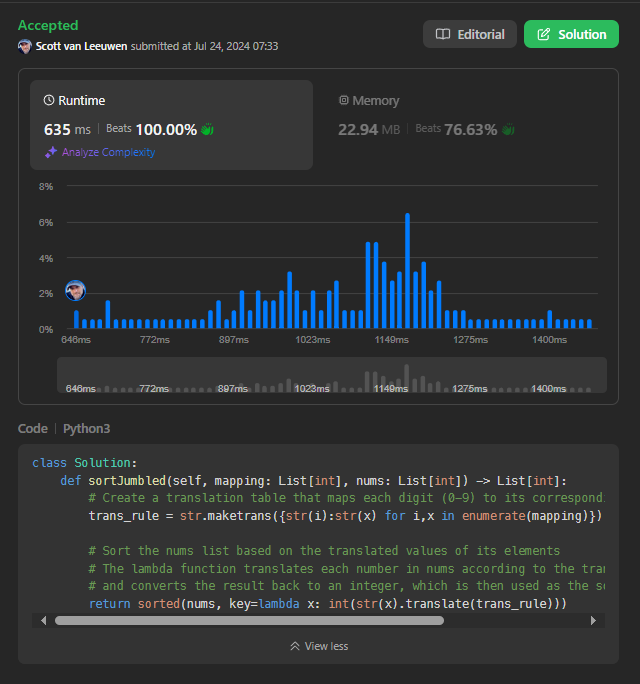 Accepted
Scott van Leeuwen submitted at Jul 24, 2024 07:33
Editorial
Solution
Runtime
635 ms | Beats 100.00%
Analyze Complexity
Memory
22.94 MB | Beats 76.63%
8%
6%
4%
2%
0%
646ms 772ms 897ms 1023ms 1149ms 1275ms 1400ms
646ms 772ms 897ms 1023ms 1149ms 1275ms 1400ms
Code | Python3
class Solution:
    def sortJumbled(self, mapping: List[int], nums: List[int]) -> List[int]:
        # Create a translation table that maps each digit (0-9) to its
        trans_rule = str.maketrans({str(i):str(x) for i,x in enumerate(mapping)})
        # Sort the nums list based on the translated values of its elements
        # The lambda function translates each number in nums according to the
        # and converts the result back to an integer, which is then used as the
        return sorted(nums, key=lambda x: int(str(x).translate(trans_rule)))
View less